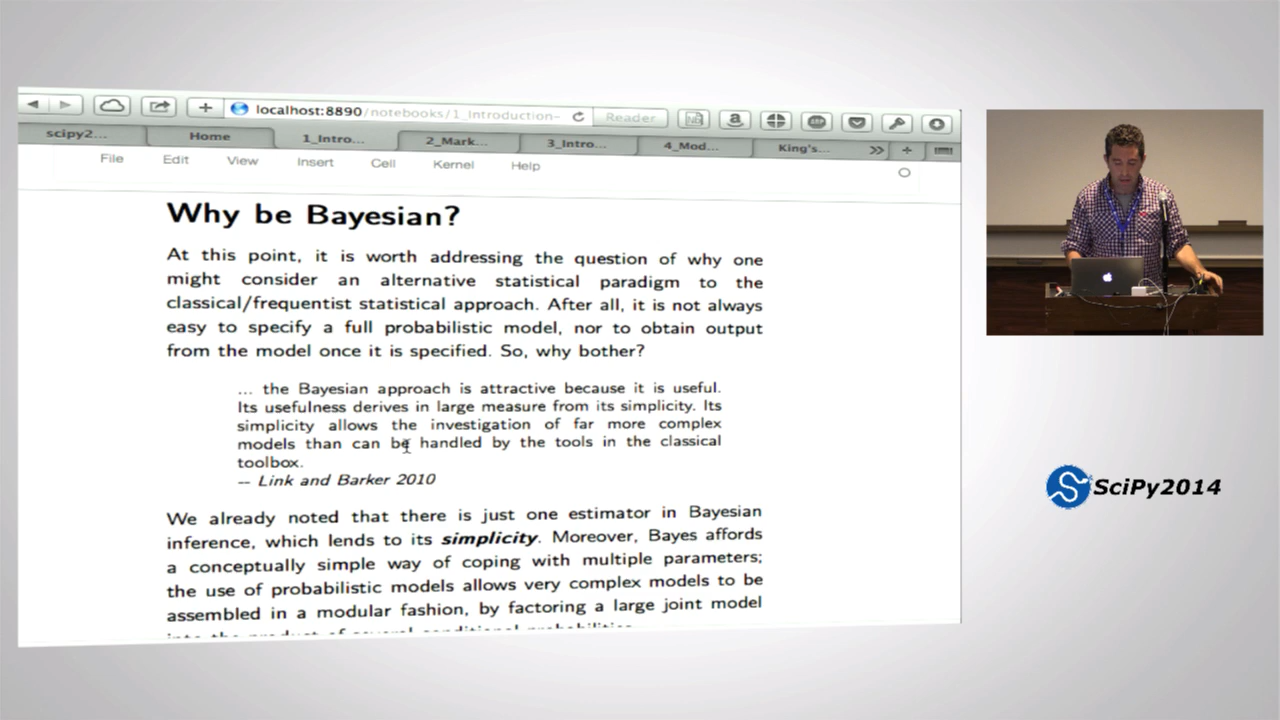 localhost:8890/notebooks/1_Introduction-
Reader
scipy2...
Home
1_Intro...
2_Mark...
3_Intro...
4_Mod...
King's...
File Edit View Insert Cell Kernel Help
Why be Bayesian?
At this point, it is worth addressing the question of why one
might consider an alternative statistical paradigm to the
classical/frequentist statistical approach. After all, it is not always
easy to specify a full probabilistic model, nor to obtain output
from the model once it is specified. So, why bother?
... the Bayesian approach is attractive because it is useful.
Its usefulness derives in large measure from its simplicity. Its
simplicity allows the investigation of far more complex
models than can be handled by the tools in the classical
toolbox.
-- Link and Barker 2010
We already noted that there is just one estimator in Bayesian
inference, which lends to its simplicity. Moreover, Bayes affords
a conceptually simple way of coping with multiple parameters;
the use of probabilistic models allows very complex models to be
assembled in a modular fashion, by factoring a large joint model
into the product of several conditional probabilities.
SciPy2014